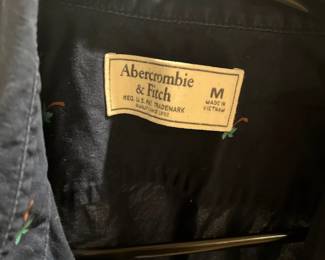 Abercrombie
& Fitch
REG. U.S. PAT. TRADEMARK
M
MADE IN
VIETNAM